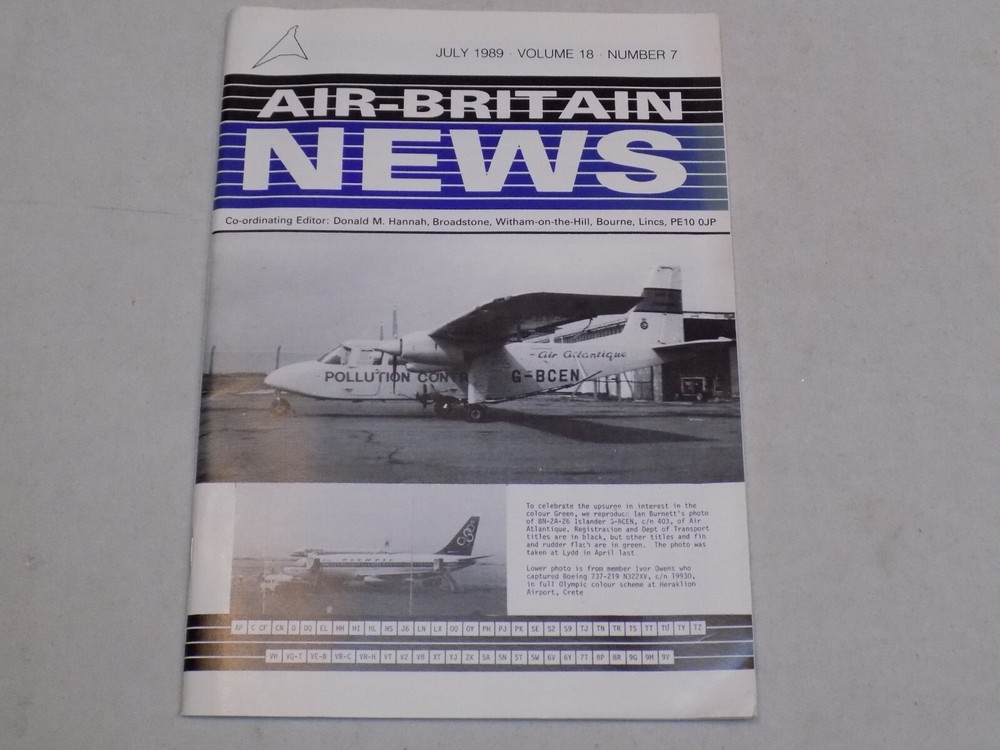 JULY 1989 · VOLUME 18 · NUMBER 7
AIR-BRITAIN
NEWS
Co-ordinating Editor: Donald M. Hannah, Broadstone, Witham-on-the-Hill, Bourne, Lincs, PE10 0JP
Air Atlantique
POLLUTION CONTR G-BCEN
OLYMPIC
To celebrate the upsurge in interest in the
colour Green, we reproduce Ian Burnett's photo
of BN-2A-26 Islander G-BCEN, c/n 403, of Air
Atlantique. Registration and Dept of Transport
titles are in black, but other titles and fin
and rudder flash are in green. The photo was
taken at Lydd in April last
Lower photo is from member Ivor Owens who
captured Boeing 737-219 N322XV, c/n 19930,
in full Olympic colour scheme at Heraklion
Airport, Crete
AP C CF CN D DQ EL HH HI HL HS J6 LN LX OO OY PH PJ PK SE S2 S9 TJ TN TR TS TT TU TY TZ
VH VQ-T VE-B VR-C VR-H VT V2 V8 XT YJ ZK 5A 5N 5T 5W 6V 6Y 7T 8P 8R 9G 9M 9V